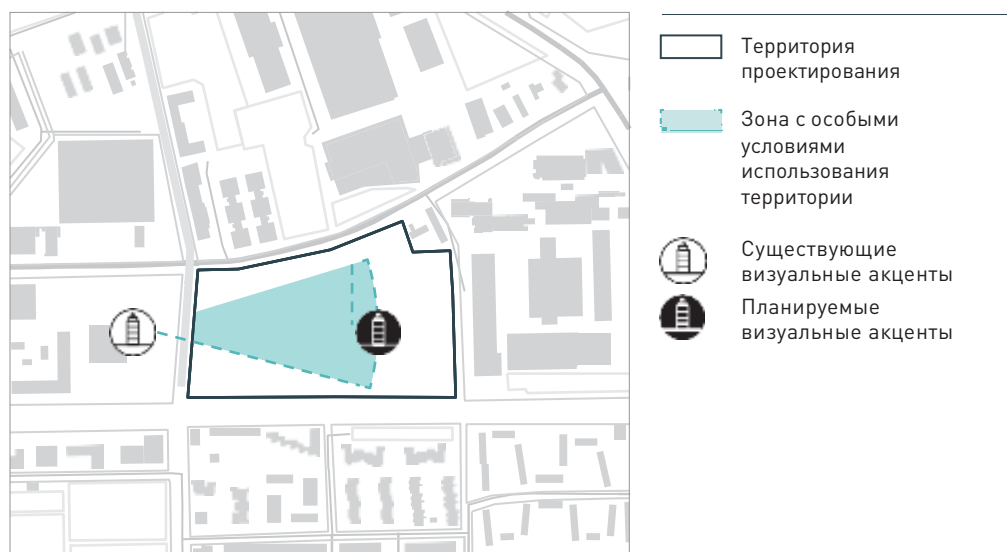 Территория
проектирования
Зона с особыми
условиями
использования
территории
Существующие
визуальные акценты
Планируемые
визуальные акценты